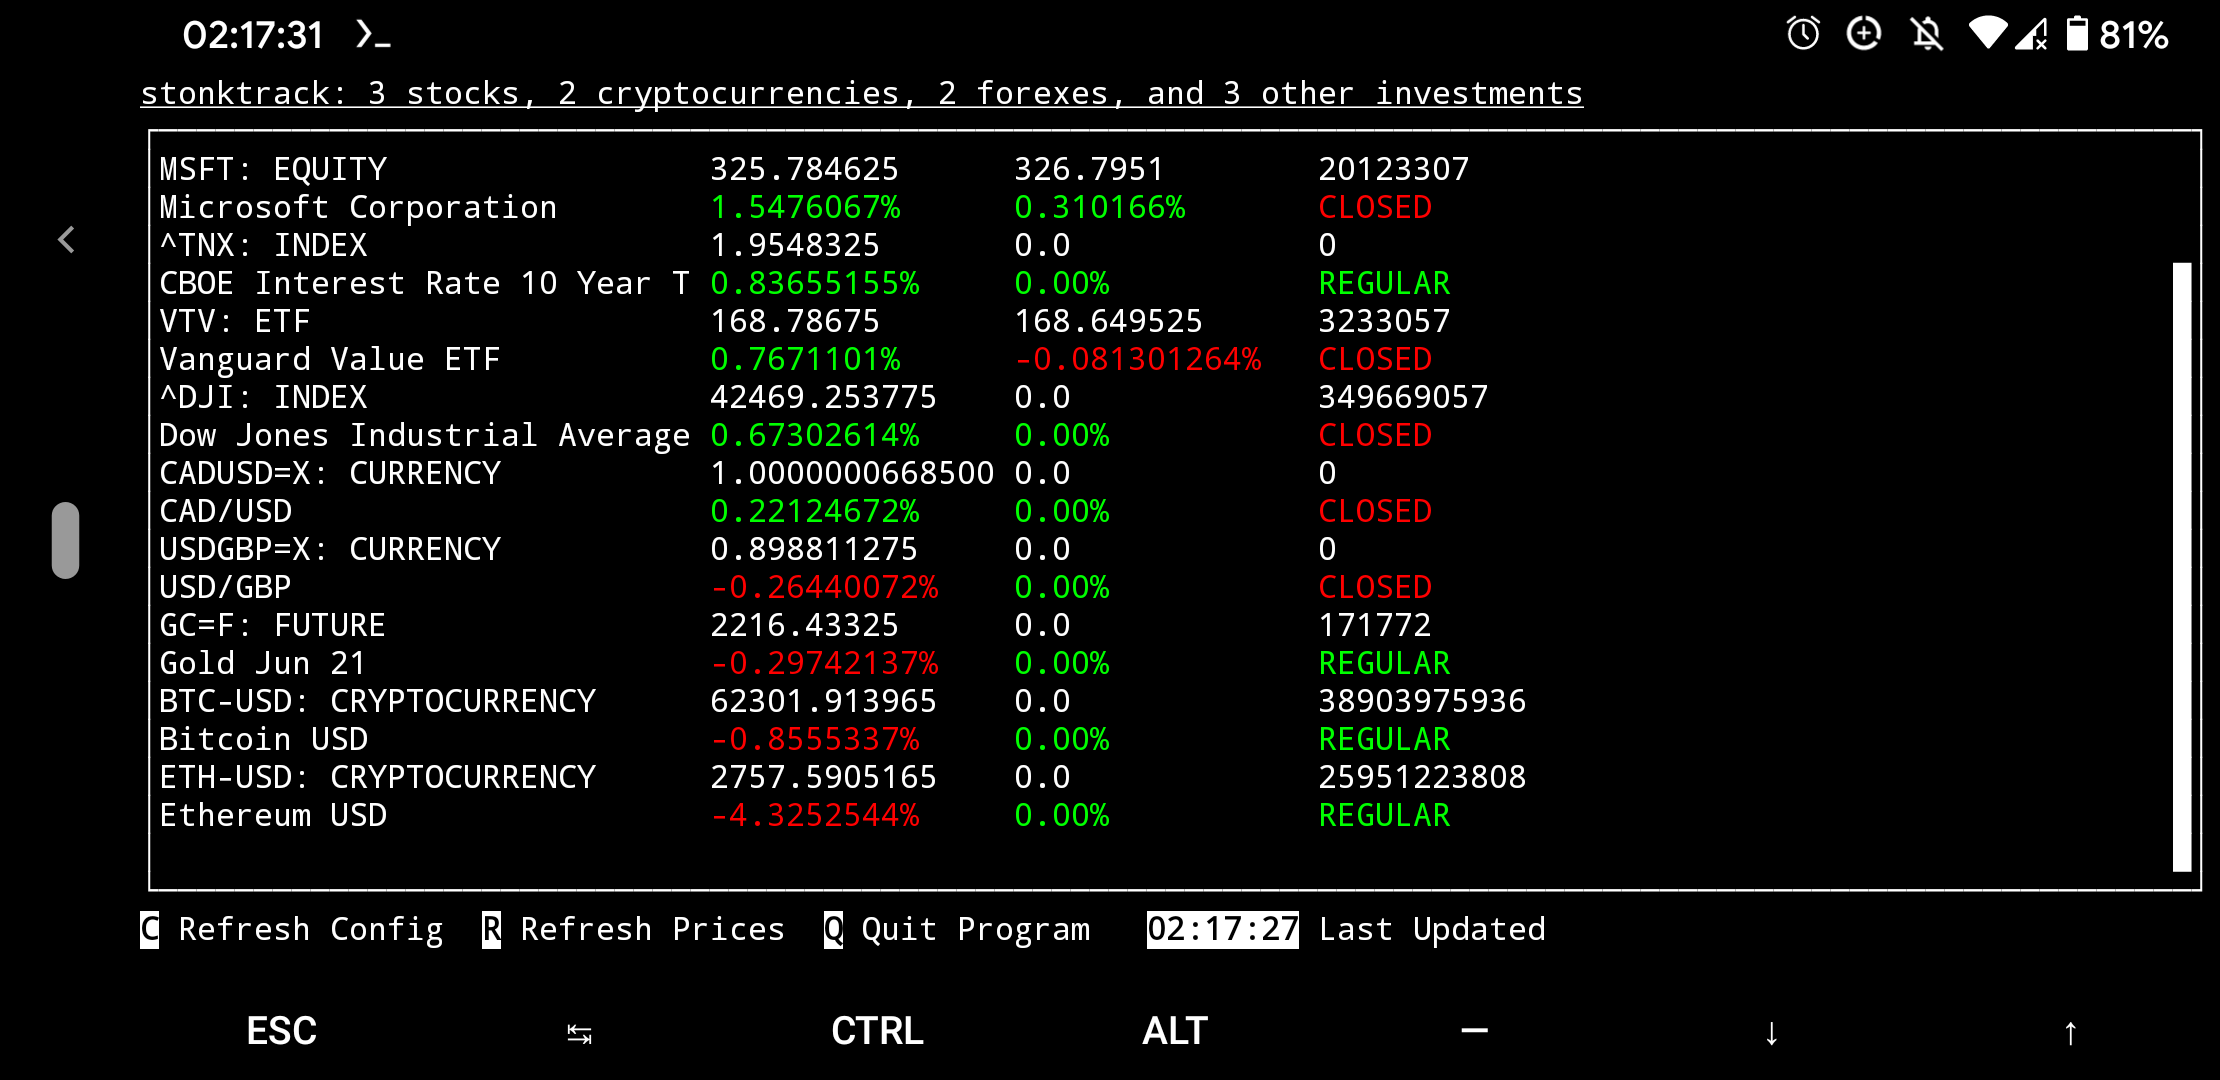 02:17:31 81%
stonktrack: 3 stocks, 2 cryptocurrencies, 2 forexes, and 3 other investments
MSFT: EQUITY 325.784625 326.7951 20123307
Microsoft Corporation 1.5476067% 0.310166% CLOSED
^TNX: INDEX 1.9548325 0.0 0
CBOE Interest Rate 10 Year T 0.83655155% 0.00% REGULAR
VTV: ETF 168.78675 168.649525 3233057
Vanguard Value ETF 0.7671101% -0.081301264% CLOSED
^DJI: INDEX 42469.253775 0.0 349669057
Dow Jones Industrial Average 0.67302614% 0.00% CLOSED
CADUSD=X: CURRENCY 1.0000000668500 0.0 0
CAD/USD 0.22124672% 0.00% CLOSED
USDGBP=X: CURRENCY 0.898811275 0.0 0
USD/GBP -0.26440072% 0.00% CLOSED
GC=F: FUTURE 2216.43325 0.0 171772
Gold Jun 21 -0.29742137% 0.00% REGULAR
BTC-USD: CRYPTOCURRENCY 62301.913965 0.0 38903975936
Bitcoin USD -0.8555337% 0.00% REGULAR
ETH-USD: CRYPTOCURRENCY 2757.5905165 0.0 25951223808
Ethereum USD -4.3252544% 0.00% REGULAR
C Refresh Config R Refresh Prices Q Quit Program 02:17:27 Last Updated
ESC ↹ CTRL ALT — ↓ ↑